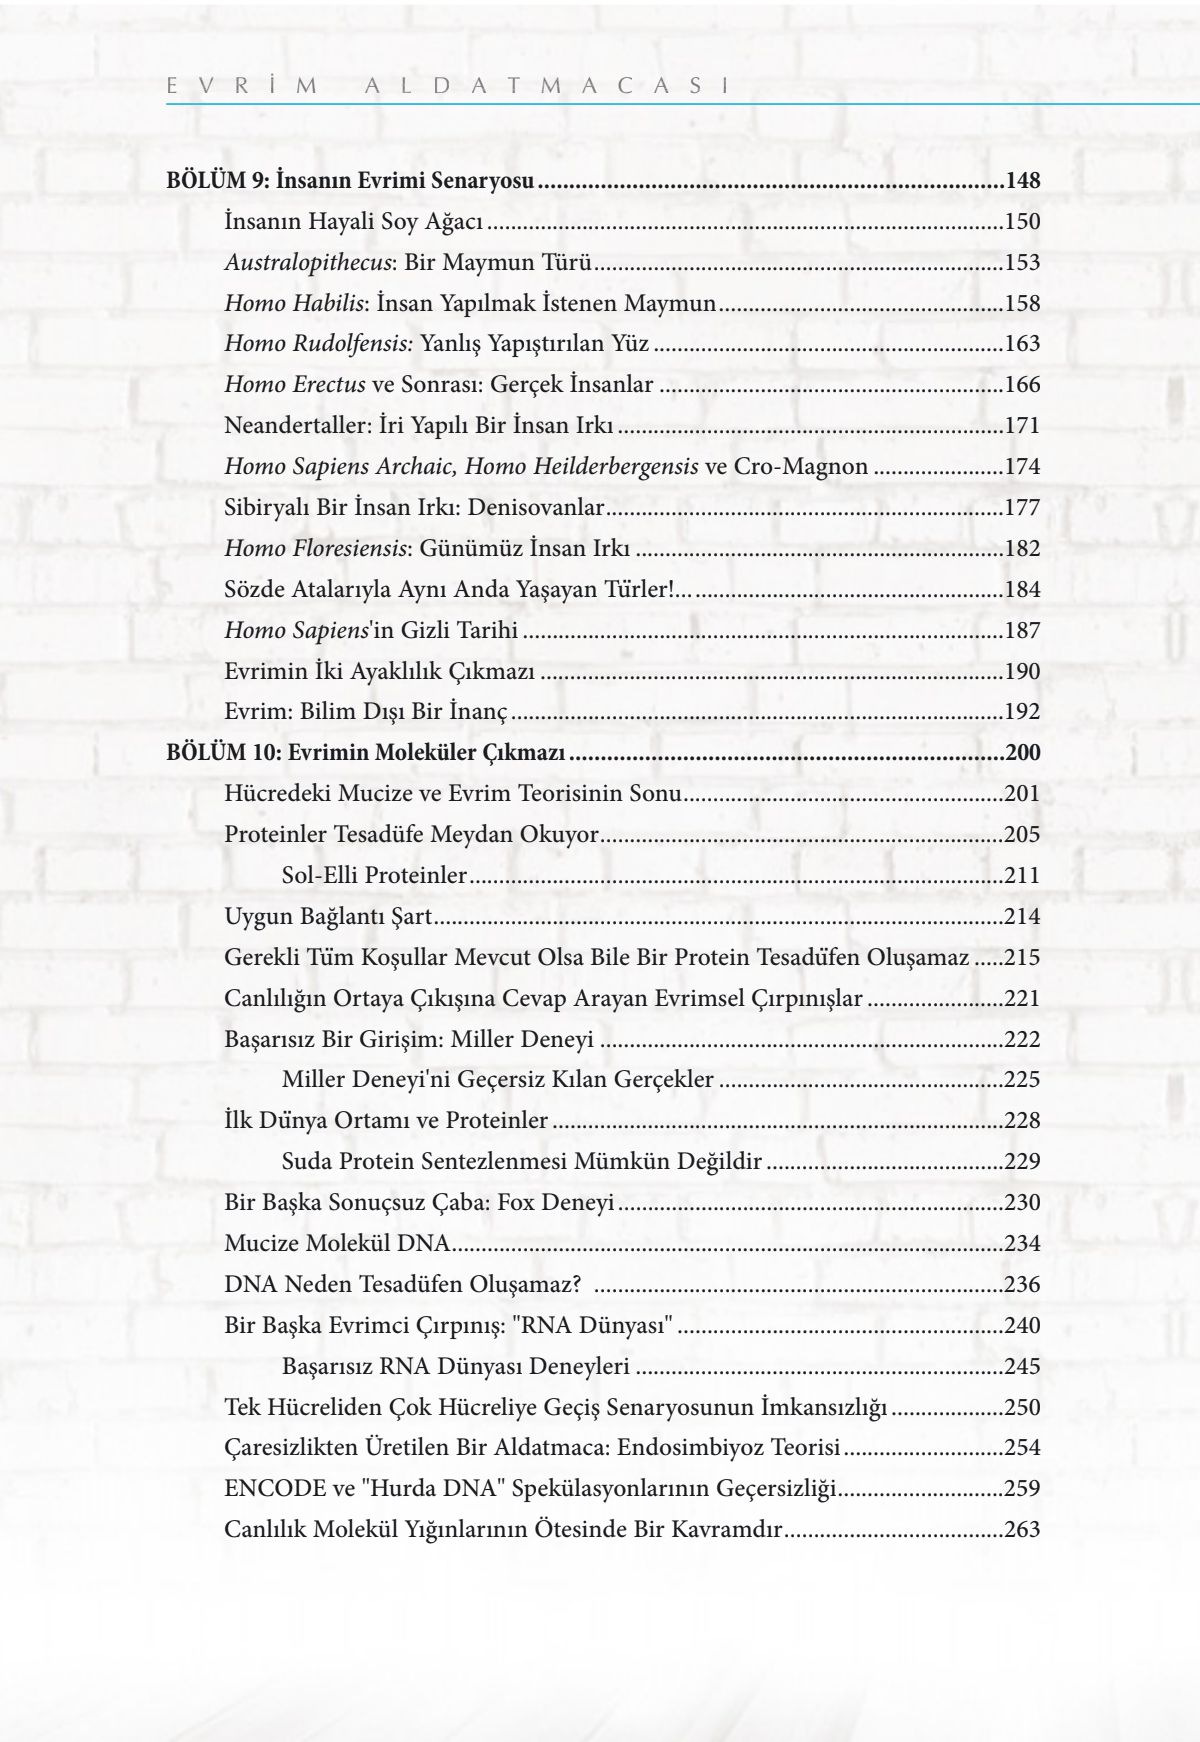 EVRİM ALDATMACASI
BÖLÜM 9: İnsanın Evrimi Senaryosu......................................................................148
İnsanın Hayali Soy Ağacı..............................................................................150
Australopithecus: Bir Maymun Türü..............................................................153
Homo Habilis: İnsan Yapılmak İstenen Maymun...........................................158
Homo Rudolfensis: Yanlış Yapıştırılan Yüz.....................................................163
Homo Erectus ve Sonrası: Gerçek İnsanlar ....................................................166
Neandertaller: İri Yapılı Bir İnsan Irkı..........................................................171
Homo Sapiens Archaic, Homo Heilderbergensis ve Cro-Magnon ....................174
Sibiryalı Bir İnsan Irkı: Denisovanlar............................................................177
Homo Floresiensis: Günümüz İnsan Irkı ........................................................182
Sözde Atalarıyla Aynı Anda Yaşayan Türler!..................................................184
Homo Sapiens'in Gizli Tarihi.........................................................................187
Evrimin İki Ayaklılık Çıkmazı ......................................................................190
Evrim: Bilim Dışı Bir İnanç...........................................................................192
BÖLÜM 10: Evrimin Moleküler Çıkmazı.................................................................200
Hücredeki Mucize ve Evrim Teorisinin Sonu.................................................201
Proteinler Tesadüfe Meydan Okuyor.............................................................205
Sol-Elli Proteinler.................................................................................211
Uygun Bağlantı Şart......................................................................................214
Gerekli Tüm Koşullar Mevcut Olsa Bile Bir Protein Tesadüfen Oluşamaz .....215
Canlılığın Ortaya Çıkışına Cevap Arayan Evrimsel Çırpınışlar .....................221
Başarısız Bir Girişim: Miller Deneyi .............................................................222
Miller Deneyi'ni Geçersiz Kılan Gerçekler ...........................................225
İlk Dünya Ortamı ve Proteinler....................................................................228
Suda Protein Sentezlenmesi Mümkün Değildir....................................229
Bir Başka Sonuçsuz Çaba: Fox Deneyi..........................................................230
Mucize Molekül DNA...................................................................................234
DNA Neden Tesadüfen Oluşamaz? ..............................................................236
Bir Başka Evrimci Çırpınış: "RNA Dünyası".................................................240
Başarısız RNA Dünyası Deneyleri ........................................................245
Tek Hücreliden Çok Hücreliye Geçiş Senaryosunun İmkansızlığı.................250
Çaresizlikten Üretilen Bir Aldatmaca: Endosimbiyoz Teorisi........................254
ENCODE ve "Hurda DNA" Spekülasyonlarının Geçersizliği.........................259
Canlılık Molekül Yığınlarının Ötesinde Bir Kavramdır.................................263